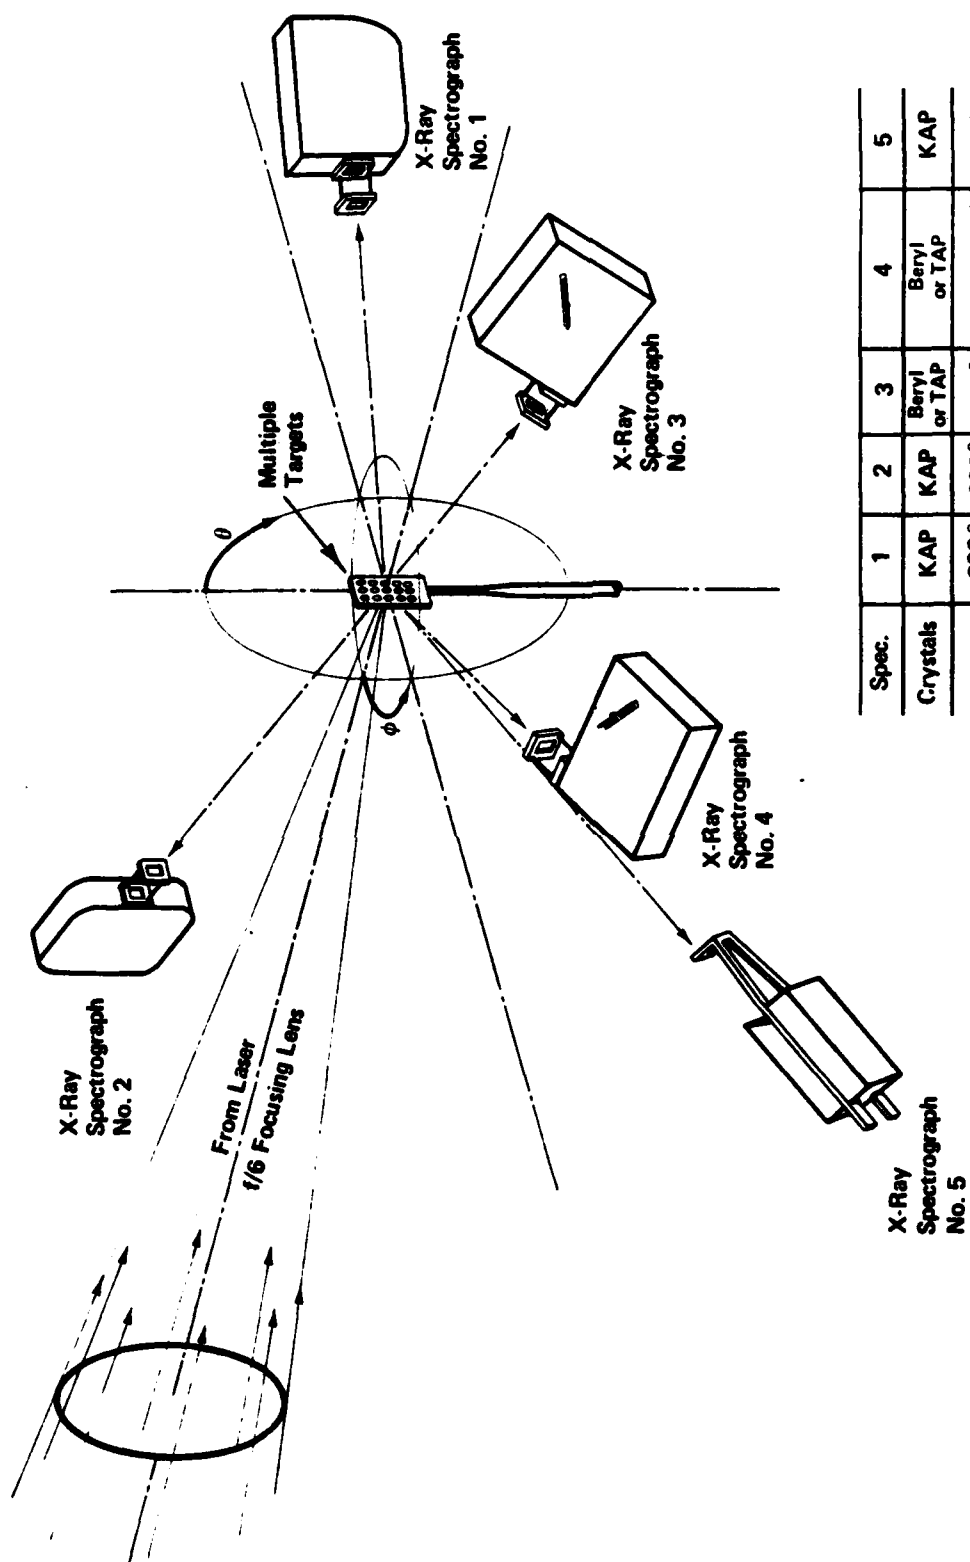 X-Ray
Spectrograph
No. 2
From Laser
f/6 Focusing Lens
θ
Multiple
Targets
φ
X-Ray
Spectrograph
No. 1
X-Ray
Spectrograph
No. 3
X-Ray
Spectrograph
No. 4
X-Ray
Spectrograph
No. 5
Spec. 1 2 3 4 5
Crystals KAP KAP Beryl or TAP Beryl or TAP KAP